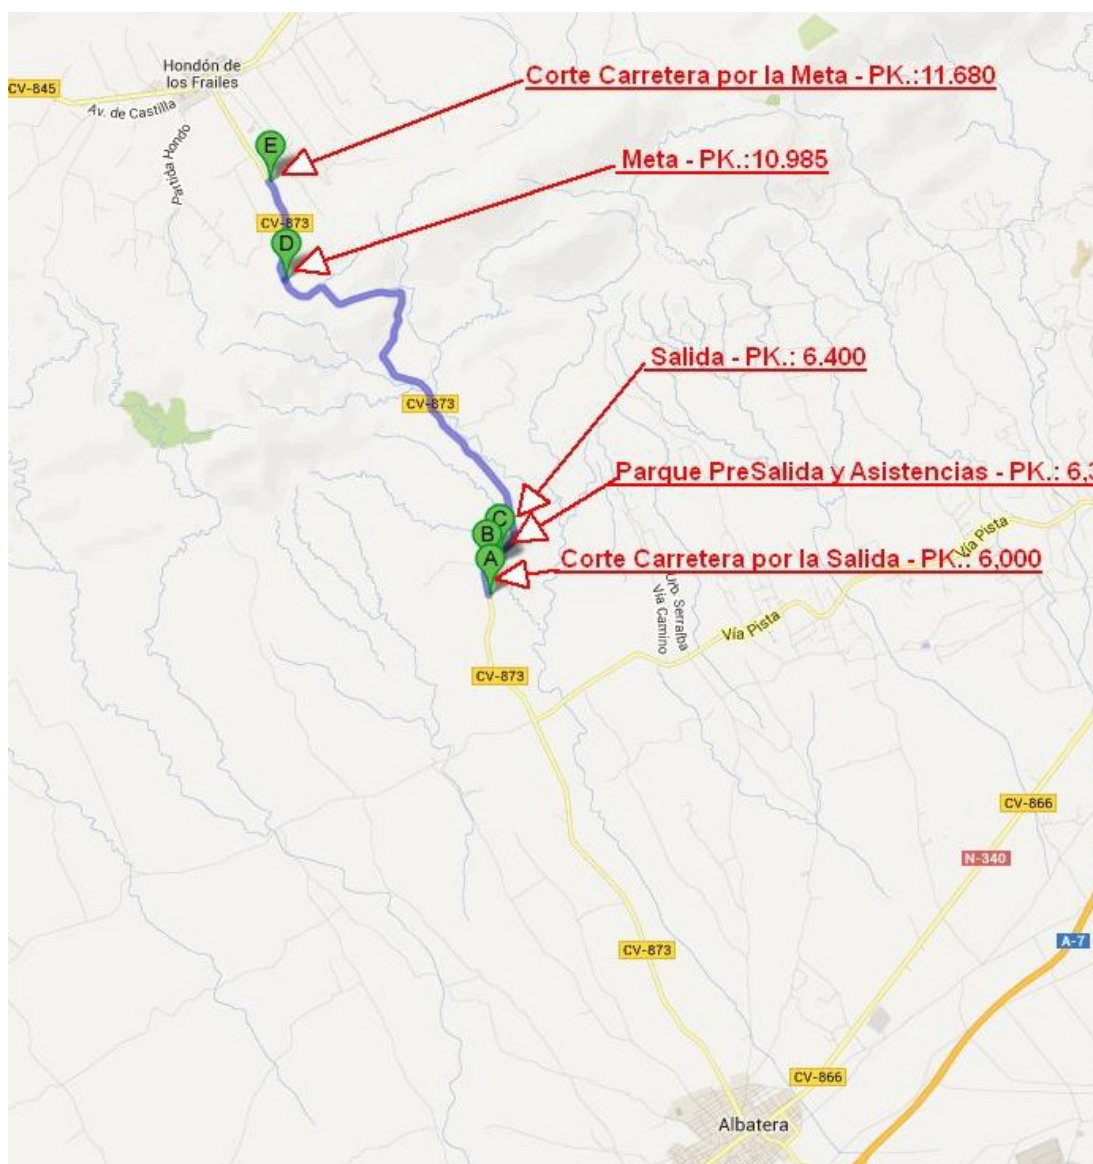 Hondón de
los Frailes
CV-845
Av. de Castilla
Partida Hondo
Corte Carretera por la Meta - PK.:11.680
E
Meta - PK.:10.985
CV-873
D
Salida - PK.: 6.400
CV-873
Parque PreSalida y Asistencias - PK.: 6,3
C
B
A
Corte Carretera por la Salida - PK.: 6,000
Vía Pista
Urb. Serralba
Vía Camino
Vía Pista
CV-873
CV-866
N-340
A-7
CV-873
CV-866
Albatera